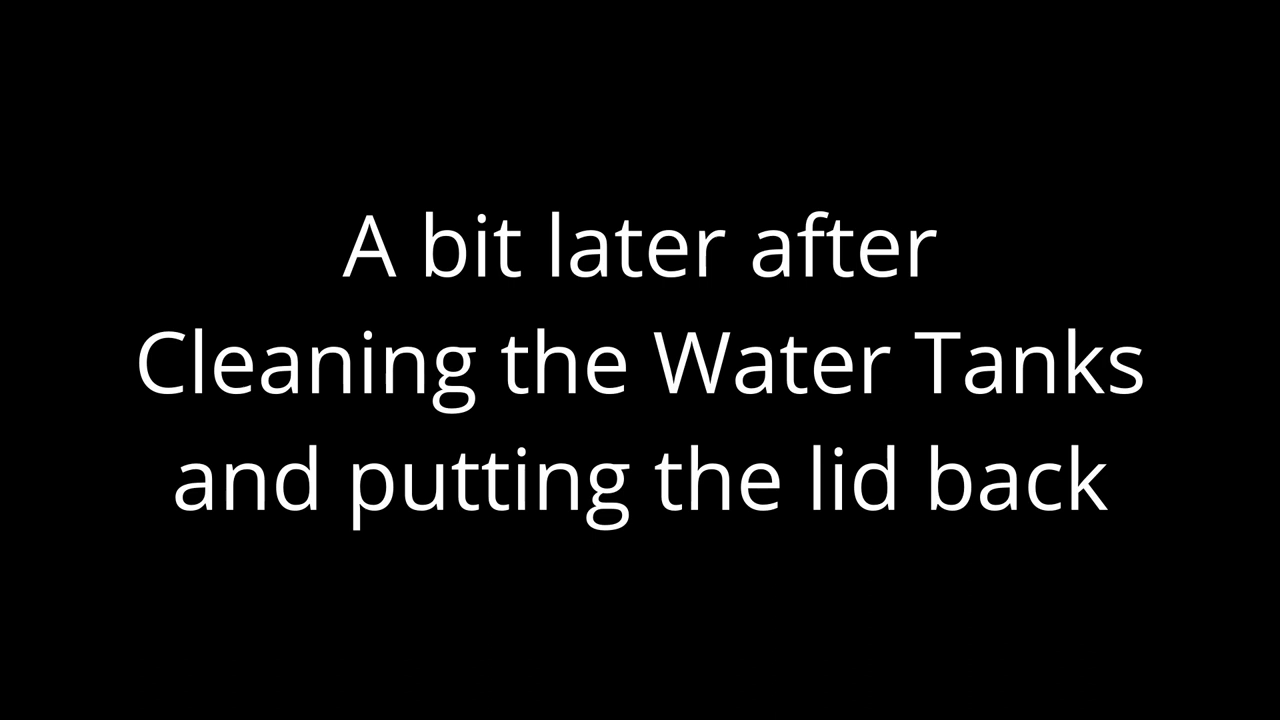 A bit later after
Cleaning the Water Tanks
and putting the lid back